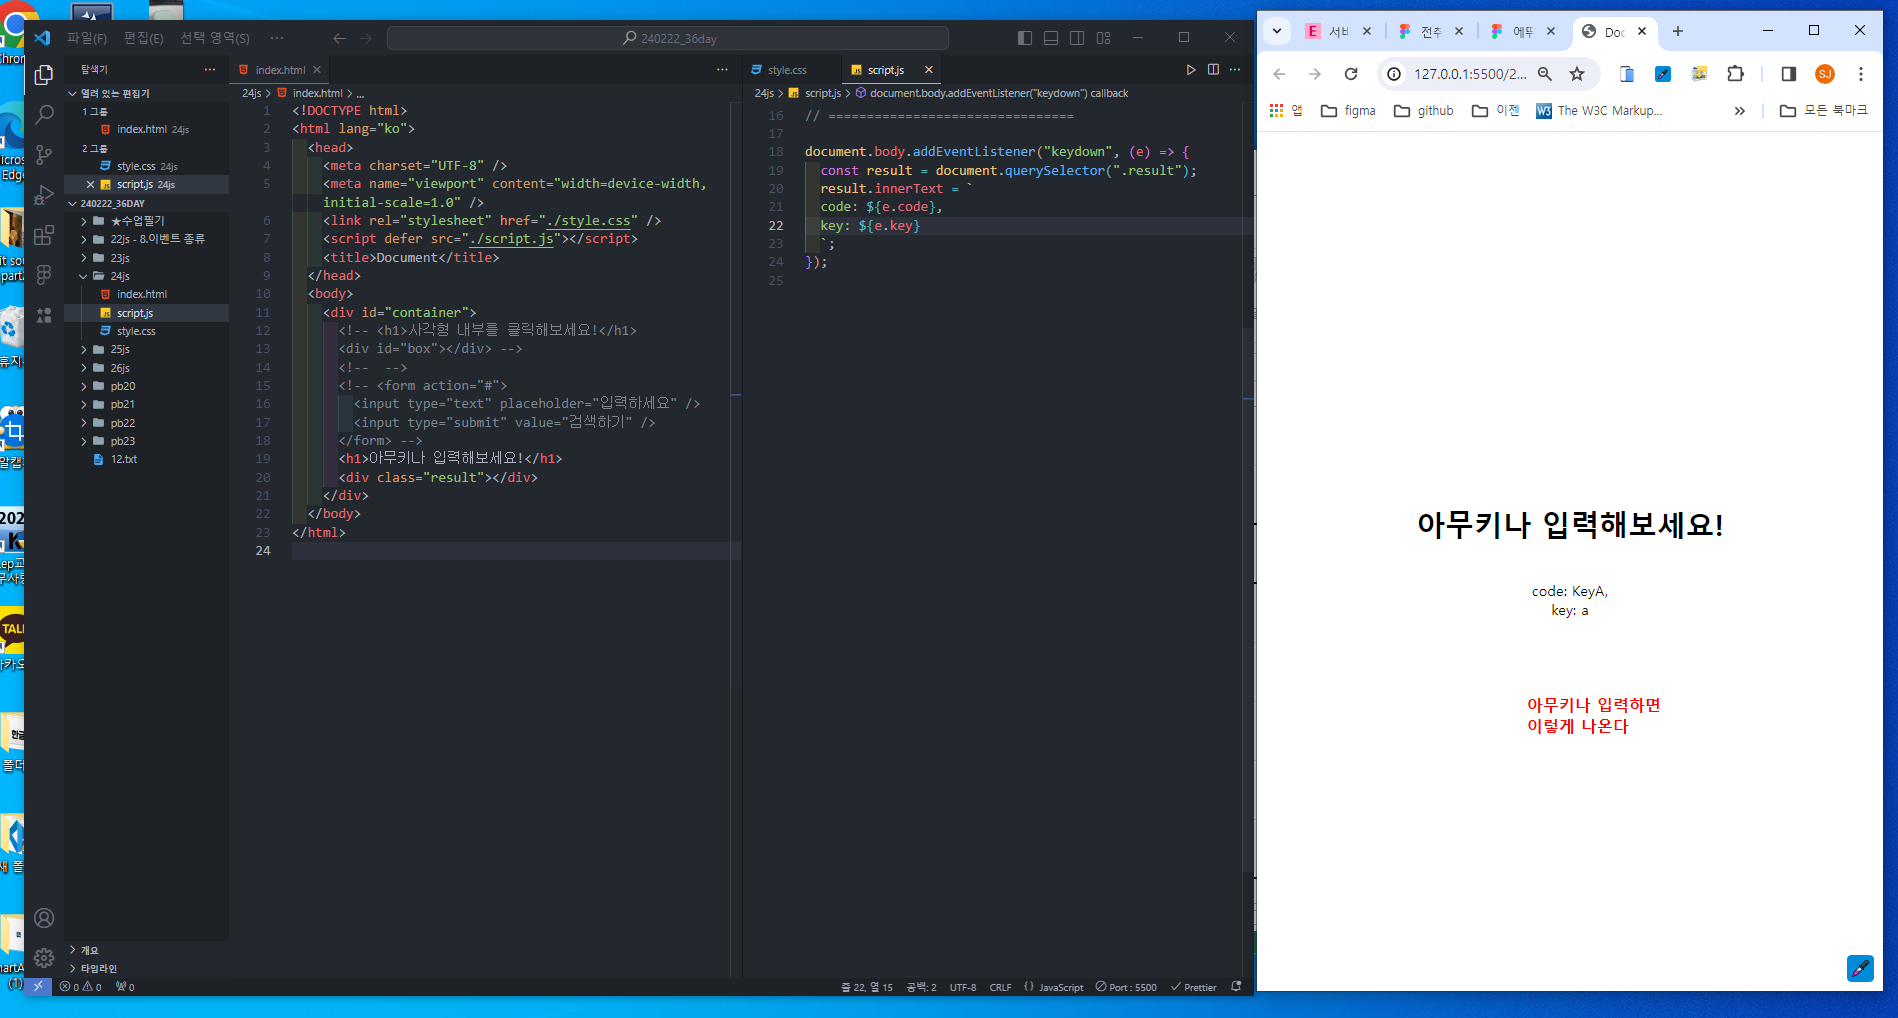 파일(F) 편집(E) 선택 영역(S) ···
240222_36day
탐색기
열려 있는 편집기
1 그룹
index.html 24js
2 그룹
style.css 24js
script.js 24js
240222_36DAY
★수업필기
22js - 8.이벤트 종류
23js
24js
index.html
script.js
style.css
25js
26js
pb20
pb21
pb22
pb23
12.txt
개요
타임라인
index.html
24js > index.html > ...
1 <!DOCTYPE html>
2 <html lang="ko">
3 <head>
4 <meta charset="UTF-8" />
5 <meta name="viewport" content="width=device-width,
initial-scale=1.0" />
6 <link rel="stylesheet" href="./style.css" />
7 <script defer src="./script.js"></script>
8 <title>Document</title>
9 </head>
10 <body>
11 <div id="container">
12 <!-- <h1>사각형 내부를 클릭해보세요!</h1>
13 <div id="box"></div> -->
14 <!--  -->
15 <!-- <form action="#">
16 <input type="text" placeholder="입력하세요" />
17 <input type="submit" value="검색하기" />
18 </form> -->
19 <h1>아무키나 입력해보세요!</h1>
20 <div class="result"></div>
21 </div>
22 </body>
23 </html>
24
style.css script.js
24js > script.js > document.body.addEventListener("keydown") callback
16 // ================================
17
18 document.body.addEventListener("keydown", (e) => {
19 const result = document.querySelector(".result");
20 result.innerText = `
21 code: ${e.code},
22 key: ${e.key}
23 `;
24 });
25
0 0 0
줄 22, 열 15 공백: 2 UTF-8 CRLF {} JavaScript Port : 5500 Prettier
서비 전추 에뚜 Doc
127.0.0.1:5500/2...
SJ
앱 figma github 이젠 W3 The W3C Markup... » 모든 북마크
아무키나 입력해보세요!
code: KeyA,
key: a
아무키나 입력하면
이렇게 나온다